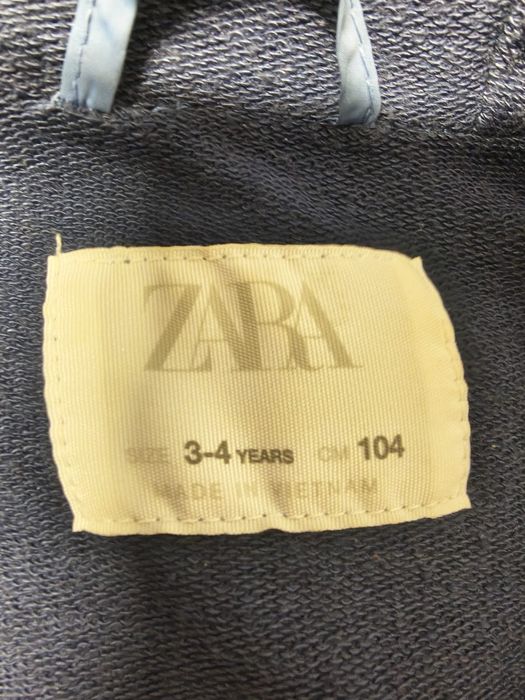 ZARA
SIZE 3-4 YEARS CM 104
MADE IN VIETNAM